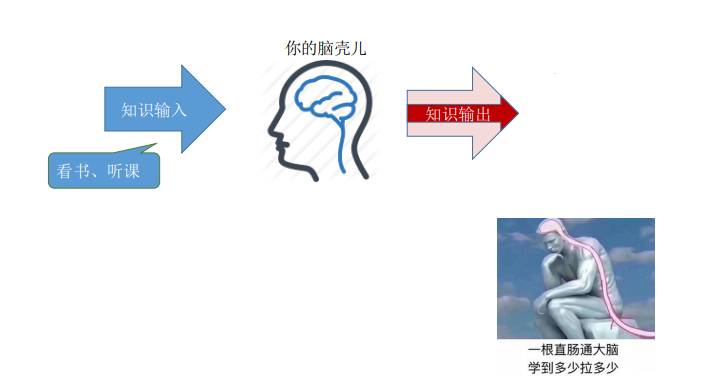 你的脑壳儿
知识输入
知识输出
看书、听课
一根直肠通大脑
学到多少拉多少